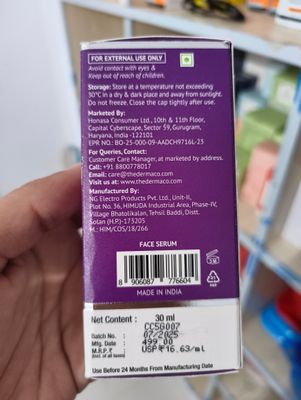 FOR EXTERNAL USE ONLY
Avoid contact with eyes &
Keep out of reach of children.
Storage: Store at a temperature not exceeding
30°C in a dry & dark place and away from sunlight.
Do not freeze. Close the cap tightly after use.
Marketed By:
Honasa Consumer Ltd., 10th & 11th Floor,
Capital Cyberscape, Sector 59, Gurugram,
Haryana, India -122101
EPR NO.: BO-25-000-09-AADCH9716L-23
For Queries, Contact:
Customer Care Manager, at marketed by address.
Call: +91 8800778017
Email: care@thedermaco.com
Visit us at: www.thedermaco.com
Manufactured By:
NG Electro Products Pvt. Ltd., Unit-II,
Plot No. 36, HIMUDA Industrial Area, Phase-IV,
Village Bhatolikalan, Tehsil Baddi, Distt.
Solan (H.P.)-173205
M.: HIM/COS/18/266
FACE SERUM
8 906087 776604
MADE IN INDIA
Net Content: 30 ml
Batch No. CC5G007
Mfg. Date 07/2025
M.R.P.₹ 499.00
(Incl. of all taxes) USP₹16.63/mL
Use Before 24 Months From Manufacturing Date